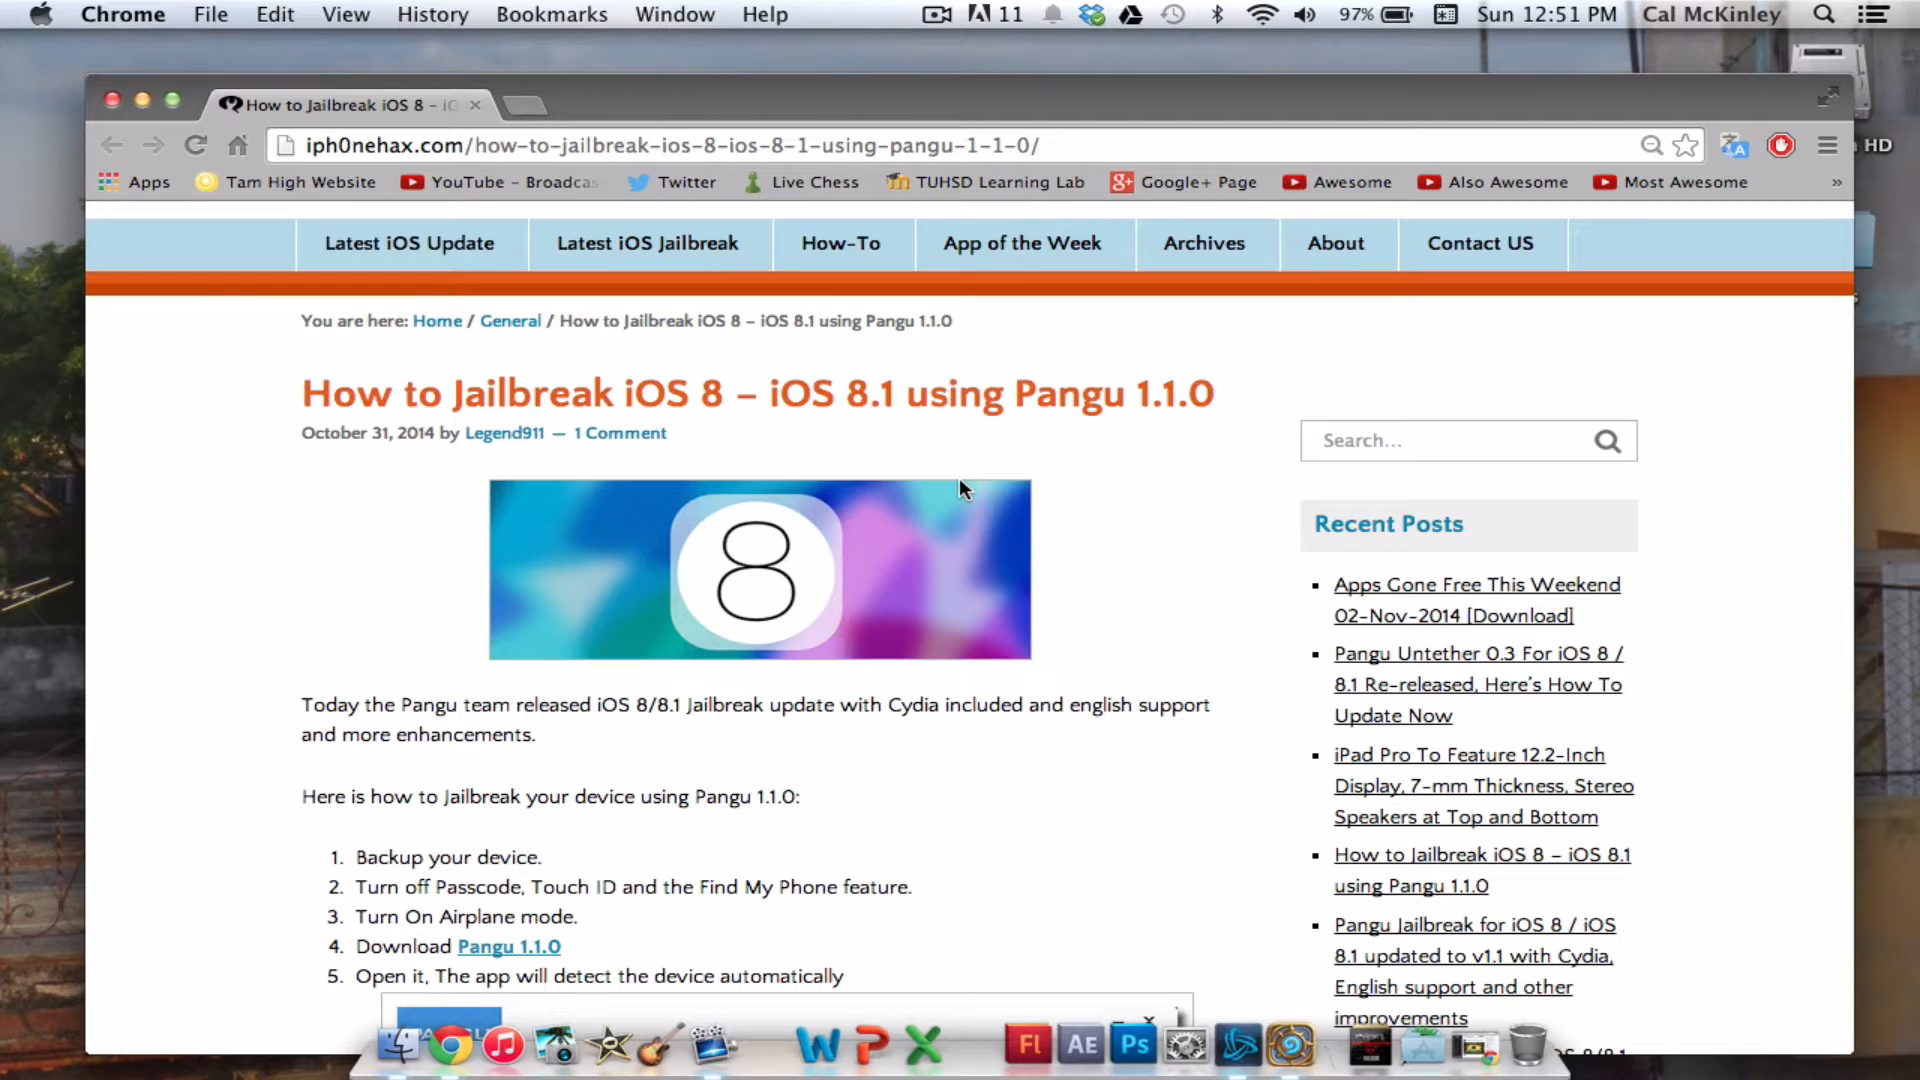 Chrome File Edit View History Bookmarks Window Help 11 97% Sun 12:51 PM Cal McKinley
How to Jailbreak iOS 8 – iO
iph0nehax.com/how-to-jailbreak-ios-8-ios-8-1-using-pangu-1-1-0/
HD
Apps Tam High Website YouTube - Broadcas Twitter Live Chess TUHSD Learning Lab Google+ Page Awesome Also Awesome Most Awesome »
Latest iOS Update Latest iOS Jailbreak How-To App of the Week Archives About Contact US
You are here: Home / General / How to Jailbreak iOS 8 – iOS 8.1 using Pangu 1.1.0
How to Jailbreak iOS 8 – iOS 8.1 using Pangu 1.1.0
October 31, 2014 by Legend911 — 1 Comment
8
Today the Pangu team released iOS 8/8.1 Jailbreak update with Cydia included and english support
and more enhancements.
Here is how to Jailbreak your device using Pangu 1.1.0:
1. Backup your device.
2. Turn off Passcode, Touch ID and the Find My Phone feature.
3. Turn On Airplane mode.
4. Download Pangu 1.1.0
5. Open it, The app will detect the device automatically
Search...
Recent Posts
Apps Gone Free This Weekend
02-Nov-2014 [Download]
Pangu Untether 0.3 For iOS 8 /
8.1 Re-released, Here's How To
Update Now
iPad Pro To Feature 12.2-Inch
Display, 7-mm Thickness, Stereo
Speakers at Top and Bottom
How to Jailbreak iOS 8 – iOS 8.1
using Pangu 1.1.0
Pangu Jailbreak for iOS 8 / iOS
8.1 updated to v1.1 with Cydia,
English support and other
improvements
W P X Fl Ae Ps